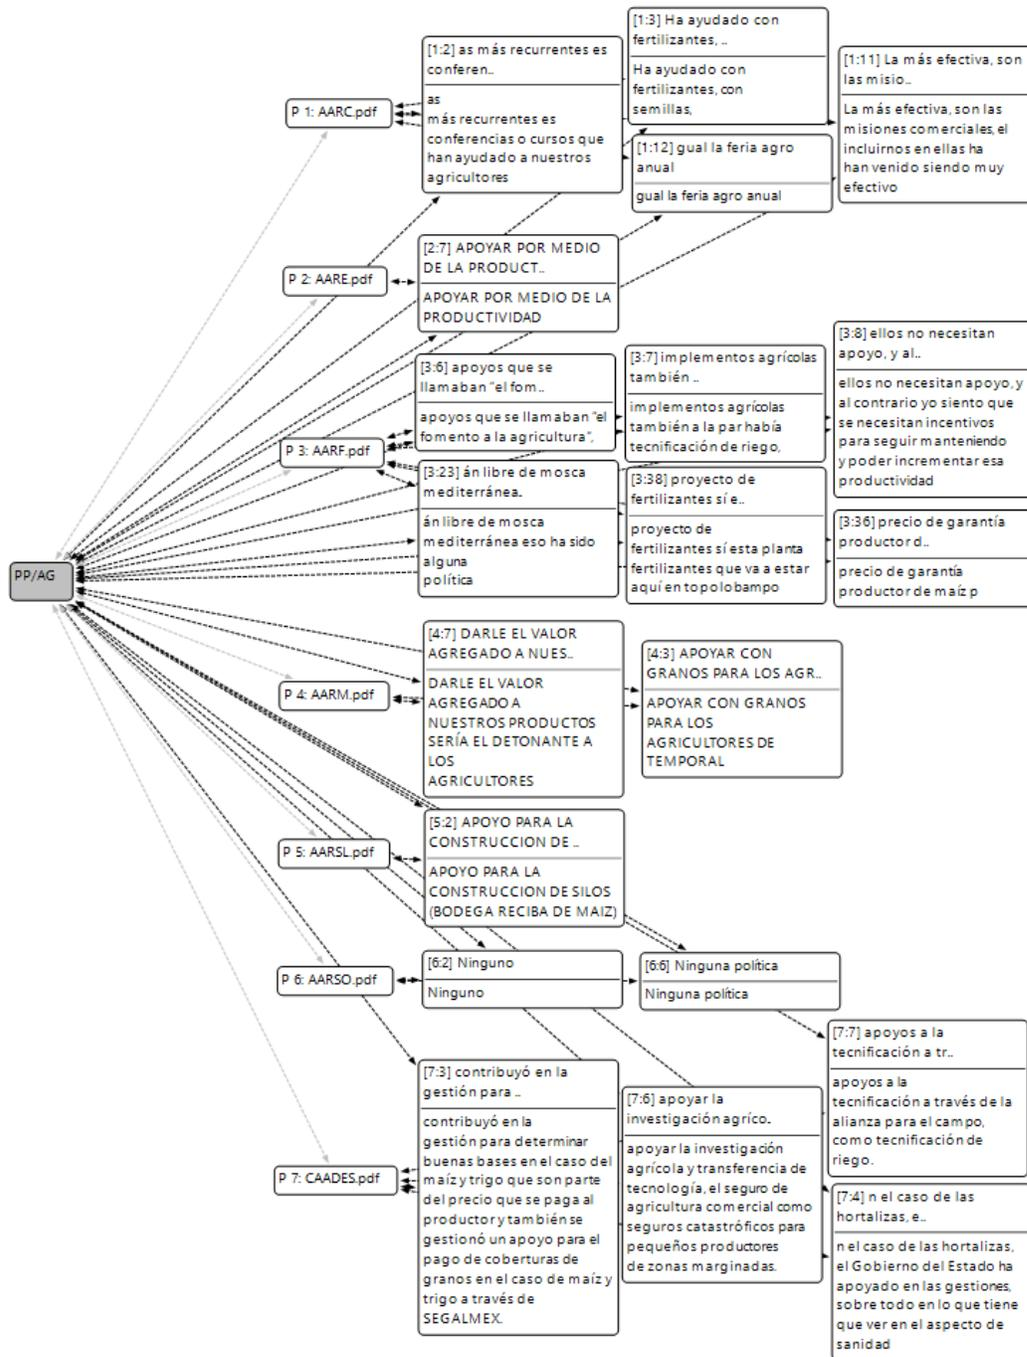 [1:3] Ha ayudado con
fertilizantes, ..
Ha ayudado con
fertilizantes, con
semillas,
[1:2] as más recurrentes es
conferen..
as
más recurrentes es
conferencias o cursos que
han ayudado a nuestros
agricultores
[1:11] La más efectiva, son
las misio..
La más efectiva, son las
misiones comerciales, el
incluirnos en ellas ha
han venido siendo muy
efectivo
P 1: AARC.pdf
[1:12] gual la feria agro
anual
gual la feria agro anual
P 2: AARE.pdf
[2:7] APOYAR POR MEDIO
DE LA PRODUCT..
APOYAR POR MEDIO DE LA
PRODUCTIVIDAD
[3:6] apoyos que se
llamaban “el fom..
apoyos que se llamaban “el
fomento a la agricultura”,
[3:7] implementos agrícolas
también ..
implementos agrícolas
también a la par había
tecnificación de riego,
[3:8] ellos no necesitan
apoyo, y al..
ellos no necesitan apoyo, y
al contrario yo siento que
se necesitan incentivos
para seguir manteniendo
y poder incrementar esa
productividad
P 3: AARF.pdf
[3:23] án libre de mosca
mediterránea.
án libre de mosca
mediterránea eso ha sido
alguna
política
[3:38] proyecto de
fertilizantes sí e..
proyecto de
fertilizantes sí esta planta
fertilizantes que va a estar
aquí en topolobampo
[3:36] precio de garantía
productor d..
precio de garantía
productor de maíz p
PP/AG
[4:7] DARLE EL VALOR
AGREGADO A NUES..
DARLE EL VALOR
AGREGADO A
NUESTROS PRODUCTOS
SERÍA EL DETONANTE A
LOS
AGRICULTORES
P 4: AARM.pdf
[4:3] APOYAR CON
GRANOS PARA LOS AGR..
APOYAR CON GRANOS
PARA LOS
AGRICULTORES DE
TEMPORAL
P 5: AARSL.pdf
[5:2] APOYO PARA LA
CONSTRUCCION DE ..
APOYO PARA LA
CONSTRUCCION DE SILOS
(BODEGA RECIBA DE MAIZ)
P 6: AARSO.pdf
[6:2] Ninguno
Ninguno
[6:6] Ninguna política
Ninguna política
[7:7] apoyos a la
tecnificación a tr..
apoyos a la
tecnificación a través de la
alianza para el campo,
como tecnificación de
riego.
[7:3] contribuyó en la
gestión para ..
contribuyó en la
gestión para determinar
buenas bases en el caso del
maíz y trigo que son parte
del precio que se paga al
productor y también se
gestionó un apoyo para el
pago de coberturas de
granos en el caso de maíz y
trigo a través de
SEGALMEX.
[7:6] apoyar la
investigación agríco..
apoyar la investigación
agrícola y transferencia de
tecnología, el seguro de
agricultura comercial como
seguros catastróficos para
pequeños productores
de zonas marginadas.
P 7: CAADES.pdf
[7:4] n el caso de las
hortalizas, e..
n el caso de las hortalizas,
el Gobierno del Estado ha
apoyado en las gestiones,
sobre todo en lo que tiene
que ver en el aspecto de
sanidad